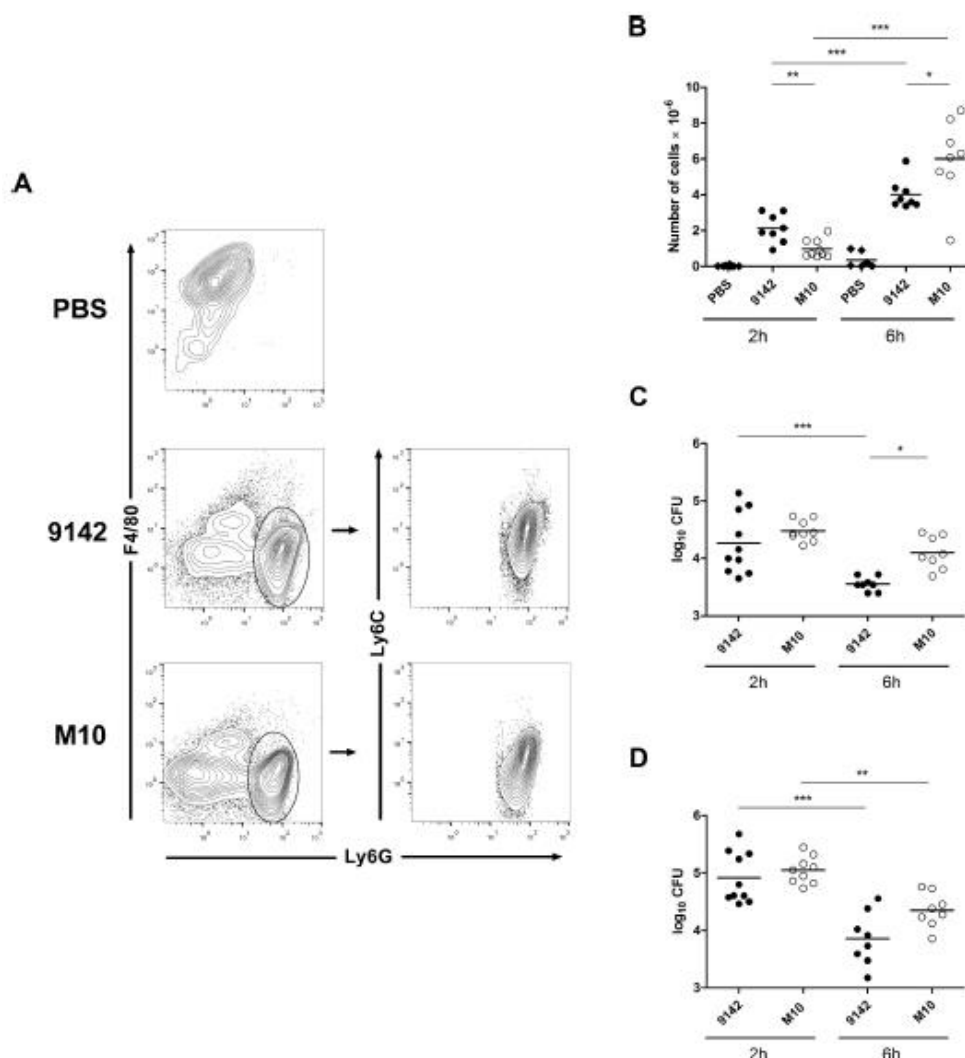 A
PBS
9142
M10
F4/80
Ly6C
Ly6G
B
***
***
**
*
Number of cells × 10⁻⁶
10
8
6
4
2
0
PBS
9142
M10
PBS
9142
M10
2h
6h
C
***
*
log₁₀ CFU
6
5
4
3
9142
M10
9142
M10
2h
6h
D
**
***
log₁₀ CFU
6
5
4
3
9142
M10
9142
M10
2h
6h